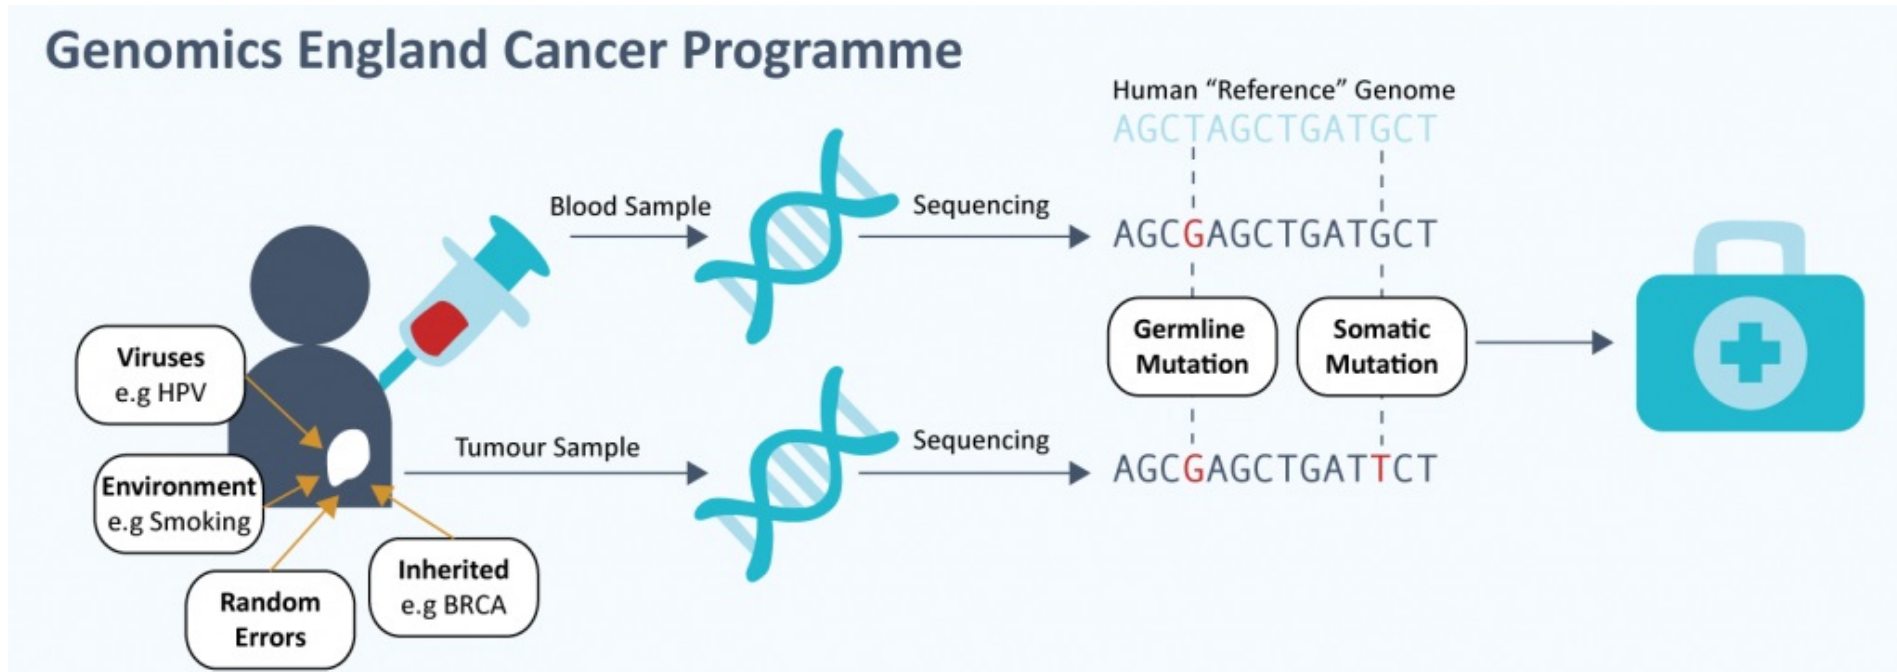 Genomics England Cancer Programme
Human “Reference” Genome
AGCTAGCTGATGCT
Blood Sample
Sequencing
AGCGAGCTGATGCT
Germline
Mutation
Somatic
Mutation
Viruses
e.g HPV
Tumour Sample
Sequencing
AGCGAGCTGATTCT
Environment
e.g Smoking
Inherited
e.g BRCA
Random
Errors